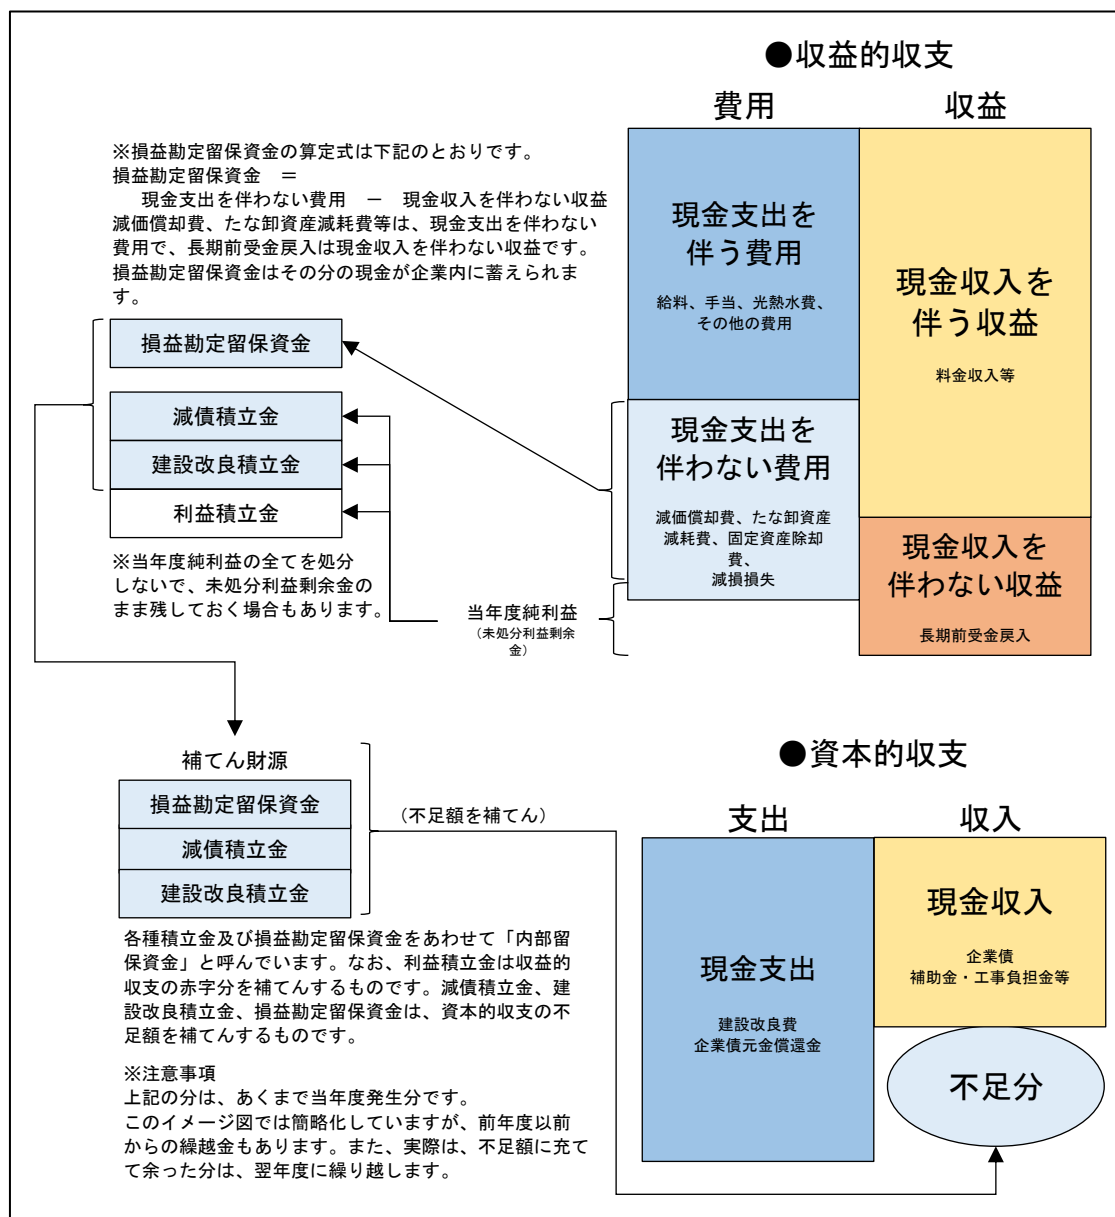 ●収益的収支
費用
収益
※損益勘定留保資金の算定式は下記のとおりです。
損益勘定留保資金　＝
現金支出を伴わない費用　－　現金収入を伴わない収益
減価償却費、たな卸資産減耗費等は、現金支出を伴わない
費用で、長期前受金戻入は現金収入を伴わない収益です。
損益勘定留保資金はその分の現金が企業内に蓄えられま
す。
現金支出を
伴う費用
給料、手当、光熱水費、
その他の費用
現金収入を
伴う収益
料金収入等
損益勘定留保資金
減債積立金
建設改良積立金
利益積立金
現金支出を
伴わない費用
減価償却費、たな卸資産
減耗費、固定資産除却
費、
減損損失
現金収入を
伴わない収益
長期前受金戻入
※当年度純利益の全てを処分
しないで、未処分利益剰余金の
まま残しておく場合もあります。
当年度純利益
（未処分利益剰余
金）
補てん財源
損益勘定留保資金
減債積立金
建設改良積立金
（不足額を補てん）
●資本的収支
支出
収入
現金支出
建設改良費
企業債元金償還金
現金収入
企業債
補助金・工事負担金等
不足分
各種積立金及び損益勘定留保資金をあわせて「内部留
保資金」と呼んでいます。なお、利益積立金は収益的
収支の赤字分を補てんするものです。減債積立金、建
設改良積立金、損益勘定留保資金は、資本的収支の不
足額を補てんするものです。
※注意事項
上記の分は、あくまで当年度発生分です。
このイメージ図では簡略化していますが、前年度以前
からの繰越金もあります。また、実際は、不足額に充て
て余った分は、翌年度に繰り越します。